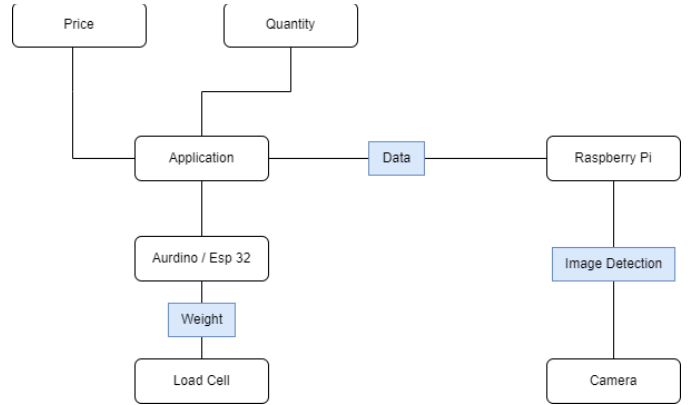 Price
Quantity
Application
Data
Raspberry Pi
Aurdino / Esp 32
Image Detection
Weight
Load Cell
Camera